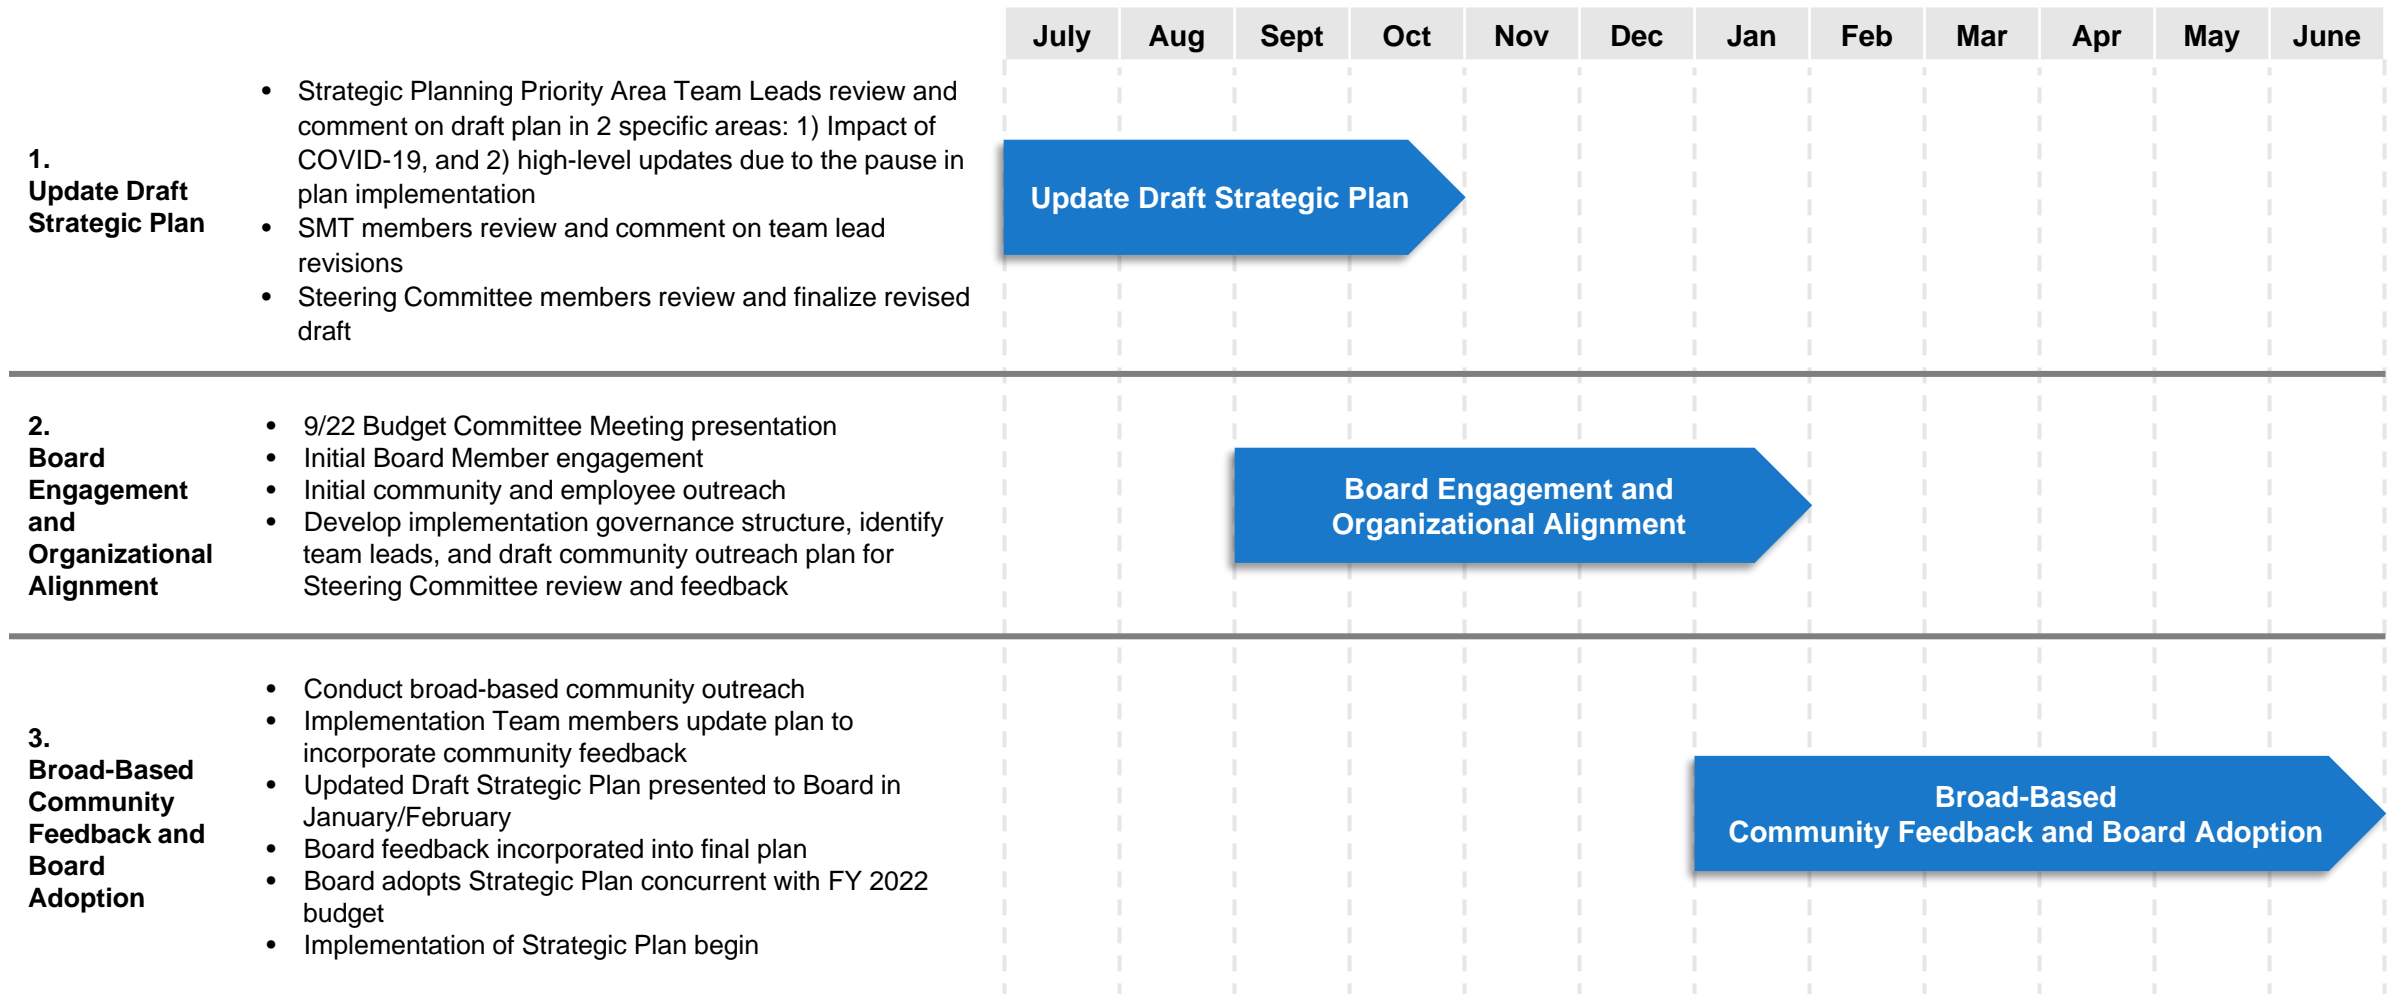 July Aug Sept Oct Nov Dec Jan Feb Mar Apr May June
1.
Update Draft
Strategic Plan
• Strategic Planning Priority Area Team Leads review and
comment on draft plan in 2 specific areas: 1) Impact of
COVID-19, and 2) high-level updates due to the pause in
plan implementation
• SMT members review and comment on team lead
revisions
• Steering Committee members review and finalize revised
draft
Update Draft Strategic Plan
2.
Board
Engagement
and
Organizational
Alignment
• 9/22 Budget Committee Meeting presentation
• Initial Board Member engagement
• Initial community and employee outreach
• Develop implementation governance structure, identify
team leads, and draft community outreach plan for
Steering Committee review and feedback
Board Engagement and
Organizational Alignment
3.
Broad-Based
Community
Feedback and
Board
Adoption
• Conduct broad-based community outreach
• Implementation Team members update plan to
incorporate community feedback
• Updated Draft Strategic Plan presented to Board in
January/February
• Board feedback incorporated into final plan
• Board adopts Strategic Plan concurrent with FY 2022
budget
• Implementation of Strategic Plan begin
Broad-Based
Community Feedback and Board Adoption